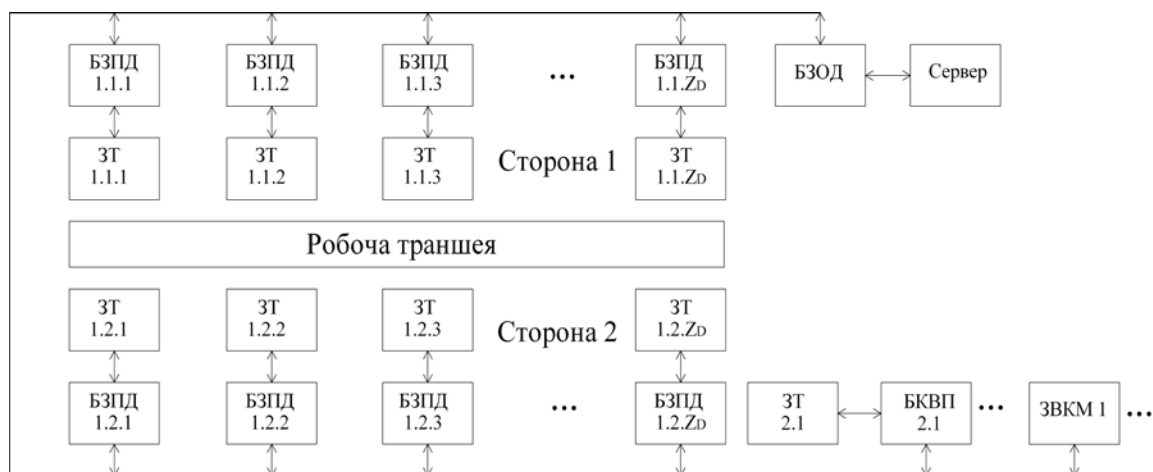 БЗПД
1.1.1
БЗПД
1.1.2
БЗПД
1.1.3
...
БЗПД
1.1.ZD
БЗОД
Сервер
ЗТ
1.1.1
ЗТ
1.1.2
ЗТ
1.1.3
Сторона 1
ЗТ
1.1.ZD
Робоча траншея
ЗТ
1.2.1
ЗТ
1.2.2
ЗТ
1.2.3
Сторона 2
ЗТ
1.2.ZD
БЗПД
1.2.1
БЗПД
1.2.2
БЗПД
1.2.3
...
БЗПД
1.2.ZD
ЗТ
2.1
БКВП
2.1
...
ЗВКМ 1
...